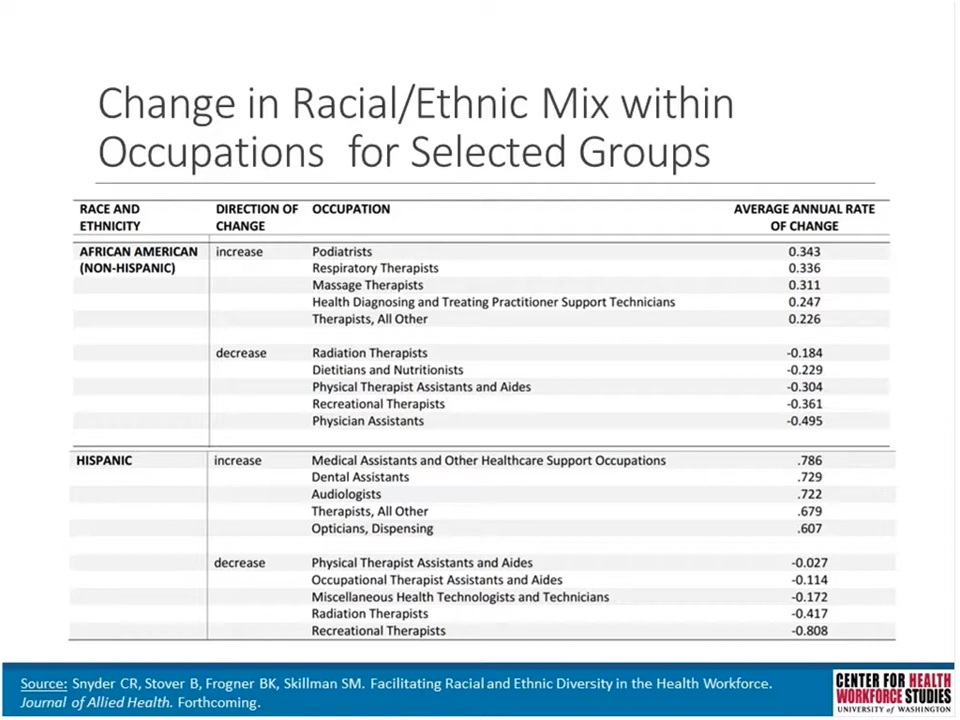 Change in Racial/Ethnic Mix within
Occupations for Selected Groups
RACE AND ETHNICITY DIRECTION OF CHANGE OCCUPATION AVERAGE ANNUAL RATE OF CHANGE
AFRICAN AMERICAN (NON-HISPANIC) increase Podiatrists 0.343
Respiratory Therapists 0.336
Massage Therapists 0.311
Health Diagnosing and Treating Practitioner Support Technicians 0.247
Therapists, All Other 0.226
decrease Radiation Therapists -0.184
Dietitians and Nutritionists -0.229
Physical Therapist Assistants and Aides -0.304
Recreational Therapists -0.361
Physician Assistants -0.495
HISPANIC increase Medical Assistants and Other Healthcare Support Occupations .786
Dental Assistants .729
Audiologists .722
Therapists, All Other .679
Opticians, Dispensing .607
decrease Physical Therapist Assistants and Aides -0.027
Occupational Therapist Assistants and Aides -0.114
Miscellaneous Health Technologists and Technicians -0.172
Radiation Therapists -0.417
Recreational Therapists -0.808
Source: Snyder CR, Stover B, Frogner BK, Skillman SM. Facilitating Racial and Ethnic Diversity in the Health Workforce.
Journal of Allied Health. Forthcoming.
CENTER FOR HEALTH
WORKFORCE STUDIES
UNIVERSITY of WASHINGTON